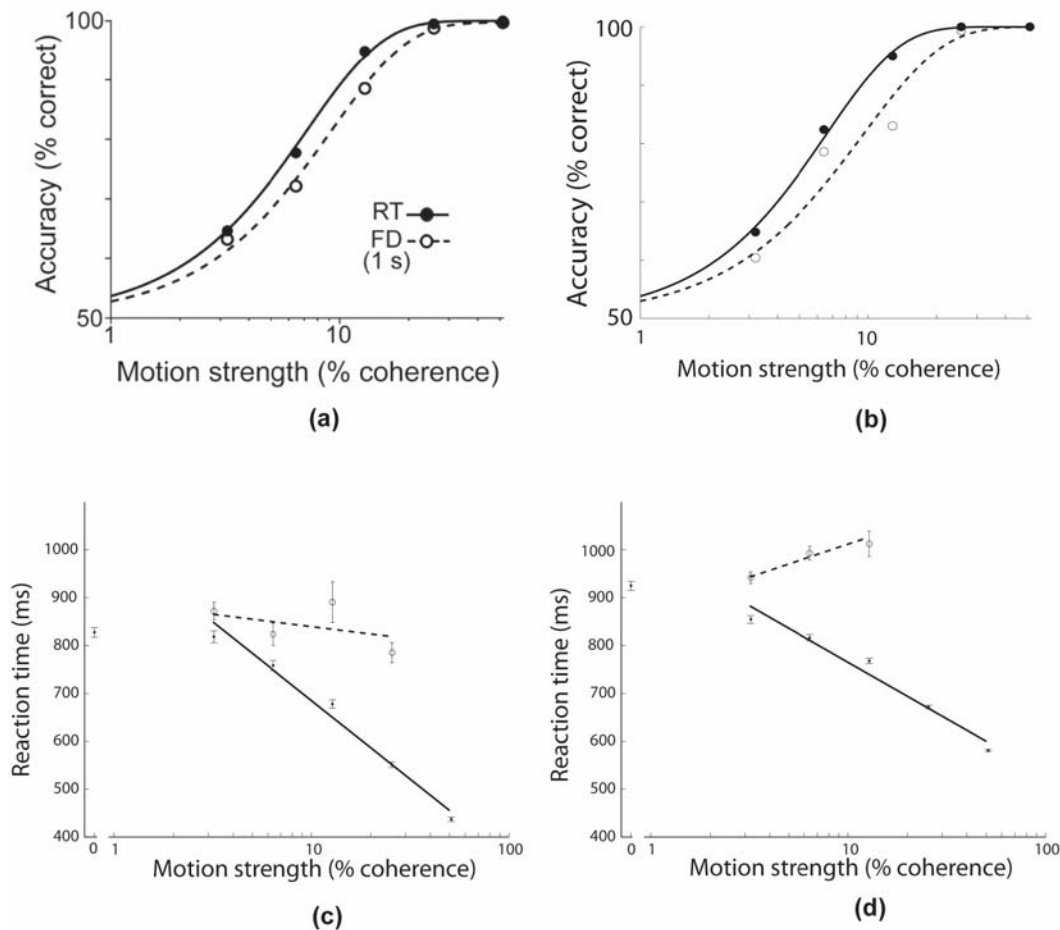 100
Accuracy (% correct)
50
1
10
Motion strength (% coherence)
RT
FD
(1 s)
(a)
100
Accuracy (% correct)
50
1
10
Motion strength (% coherence)
(b)
1000
900
800
700
600
500
400
Reaction time (ms)
0 1 10 100
Motion strength (% coherence)
(c)
1000
900
800
700
600
500
400
Reaction time (ms)
0 1 10 100
Motion strength (% coherence)
(d)